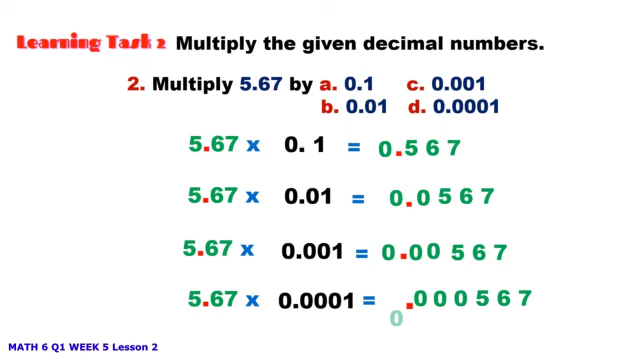 Learning Task 2 Multiply the given decimal numbers.
2. Multiply 5.67 by a. 0.1 c. 0.001
b. 0.01 d. 0.0001
5.67 x 0. 1 = 0.5 6 7
5.67 x 0.01 = 0.0 5 6 7
5.67 x 0.001 = 0.0 0 5 6 7
5.67 x 0.0001 = 0.0 0 0 5 6 7
MATH 6 Q1 WEEK 5 Lesson 2